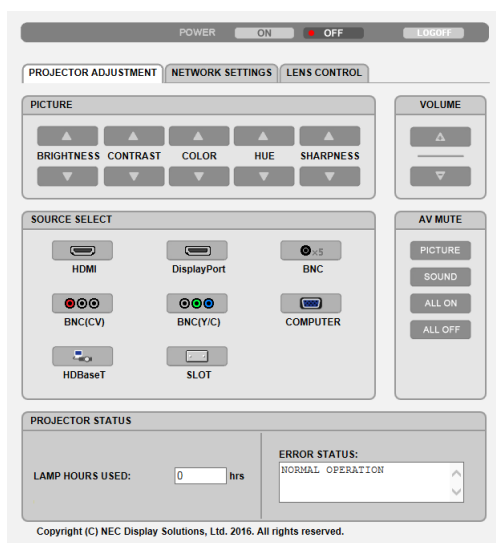 POWER ON OFF LOGOFF
PROJECTOR ADJUSTMENT NETWORK SETTINGS LENS CONTROL
PICTURE
BRIGHTNESS CONTRAST COLOR HUE SHARPNESS
VOLUME
SOURCE SELECT
HDMI DisplayPort ×5 BNC
BNC(CV) BNC(Y/C) COMPUTER
HDBaseT SLOT
AV MUTE
PICTURE
SOUND
ALL ON
ALL OFF
PROJECTOR STATUS
LAMP HOURS USED: 0 hrs
ERROR STATUS:
NORMAL OPERATION
Copyright (C) NEC Display Solutions, Ltd. 2016. All rights reserved.